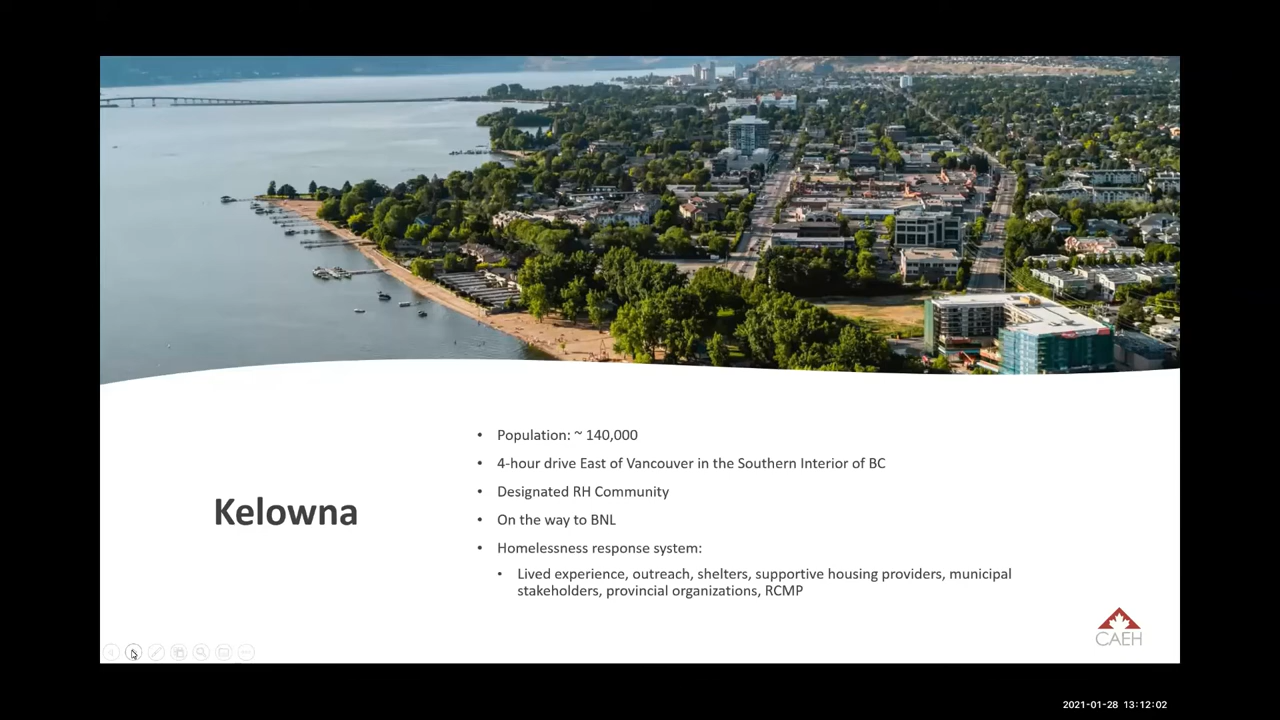 Kelowna
• Population: ~ 140,000
• 4-hour drive East of Vancouver in the Southern Interior of BC
• Designated RH Community
• On the way to BNL
• Homelessness response system:
• Lived experience, outreach, shelters, supportive housing providers, municipal
stakeholders, provincial organizations, RCMP
CAEH
2021-01-28 13:12:02